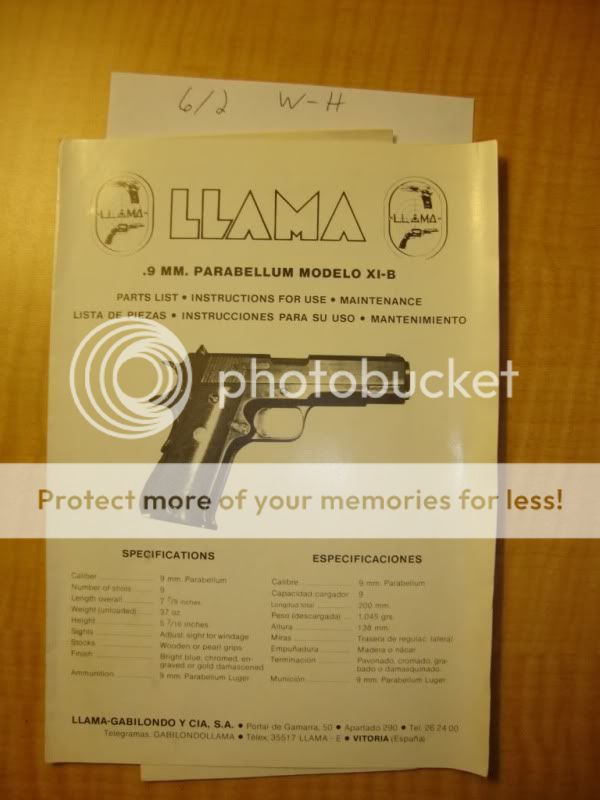 6/2 W-H
LLAMA
LLAMA
LLAMA
.9 MM. PARABELLUM MODELO XI-B
PARTS LIST • INSTRUCTIONS FOR USE • MAINTENANCE
LISTA DE PIEZAS • INSTRUCCIONES PARA SU USO • MANTENIMIENTO
photobucket
Protect more of your memories for less!
SPECIFICATIONS
Caliber 9 mm. Parabellum
Number of shots 9
Length overall 7 7/8 inches
Weight (unloaded) 37 oz.
Height 5 7/16 inches
Sights Adjust. sight for windage
Stocks Wooden or pearl grips
Finish Bright blue, chromed, en-
graved or gold damascened
Ammunition 9 mm. Parabellum Luger
ESPECIFICACIONES
Calibre 9 mm. Parabellum
Capacidad cargador 9
Longitud total 200 mm.
Peso (descargada) 1.045 grs.
Altura 138 mm.
Miras Trasera de regulac. lateral
Empuñadura Madera o nácar
Terminación Pavonado, cromado, gra-
bado o damasquinado.
Munición 9 mm. Parabellum Luger
LLAMA-GABILONDO Y CIA, S.A. • Portal de Gamarra, 50 • Apartado 290 • Tel. 26 24 00
Telegramas, GABILONDOLLAMA • Télex, 35517 LLAMA - E • VITORIA (España)